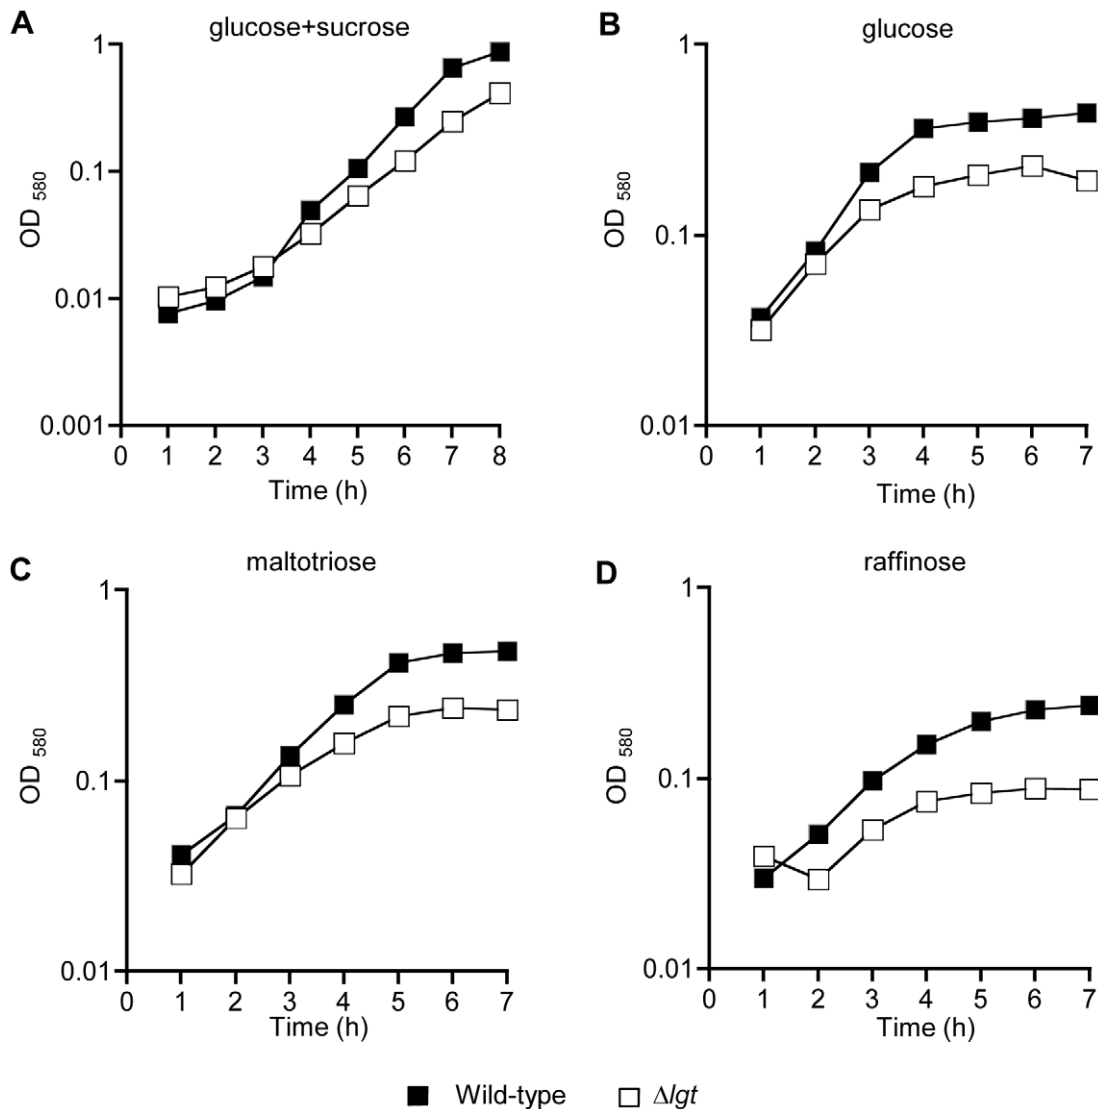 A
glucose+sucrose
1
0.1
0.01
0.001
OD 580
0 1 2 3 4 5 6 7 8
Time (h)
B
glucose
1
0.1
0.01
OD 580
0 1 2 3 4 5 6 7
Time (h)
C
maltotriose
1
0.1
0.01
OD 580
0 1 2 3 4 5 6 7
Time (h)
D
raffinose
1
0.1
0.01
OD 580
0 1 2 3 4 5 6 7
Time (h)
Wild-type Δlgt